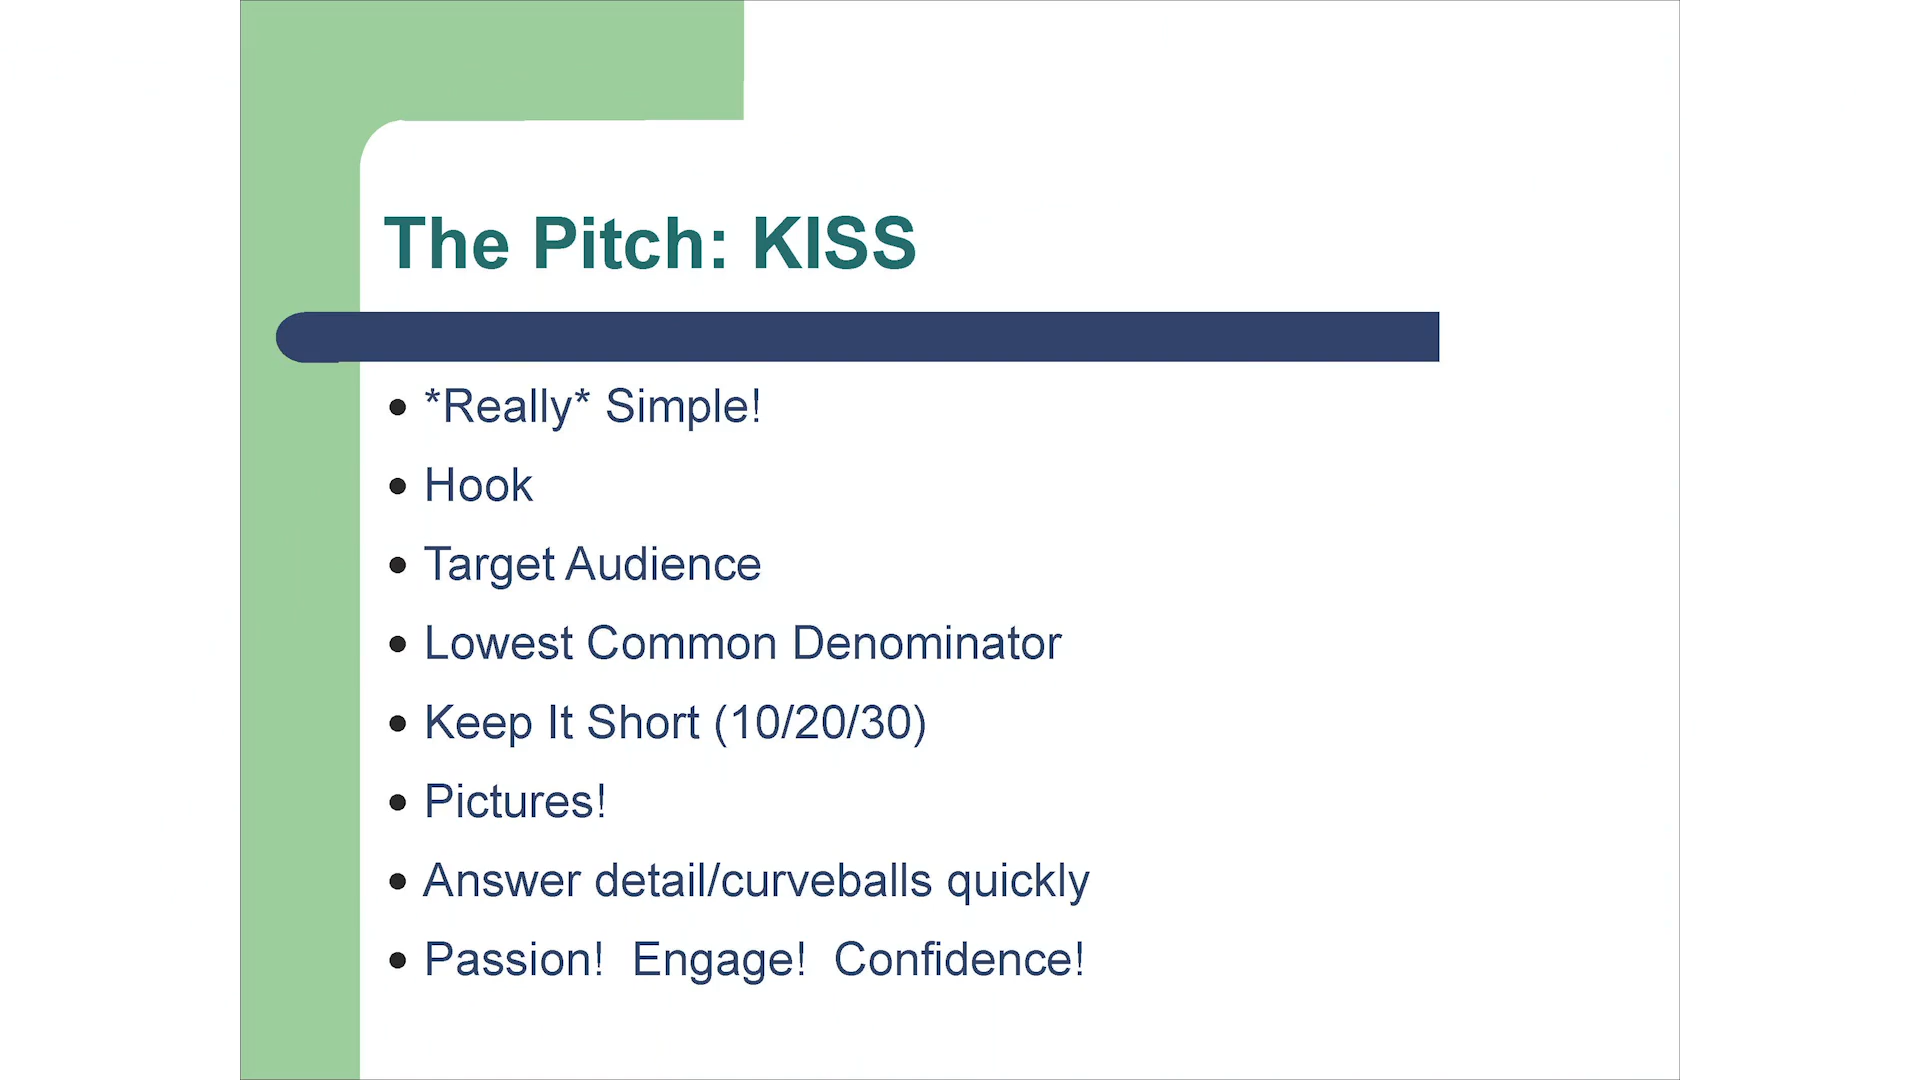 The Pitch: KISS
*Really* Simple!
Hook
Target Audience
Lowest Common Denominator
Keep It Short (10/20/30)
Pictures!
Answer detail/curveballs quickly
Passion!  Engage!  Confidence!